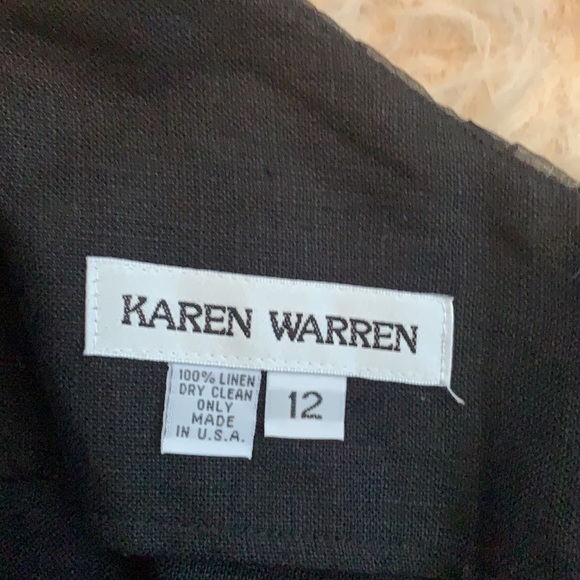 KAREN WARREN
100% LINEN
DRY CLEAN
ONLY
MADE
IN U.S.A.
12